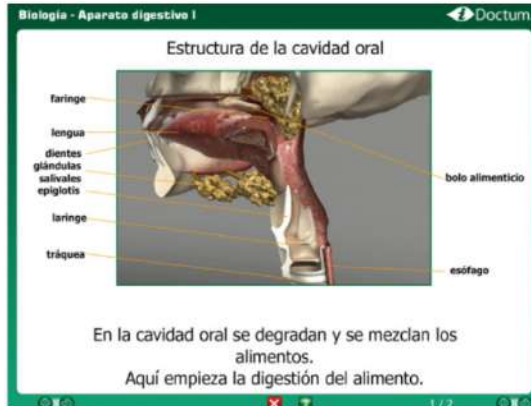 Biología - Aparato digestivo I
Doctum
Estructura de la cavidad oral
faringe
lengua
dientes
glándulas
salivales
epiglotis
laringe
tráquea
bolo alimenticio
esófago
En la cavidad oral se degradan y se mezclan los
alimentos.
Aquí empieza la digestión del alimento.
1 / 2